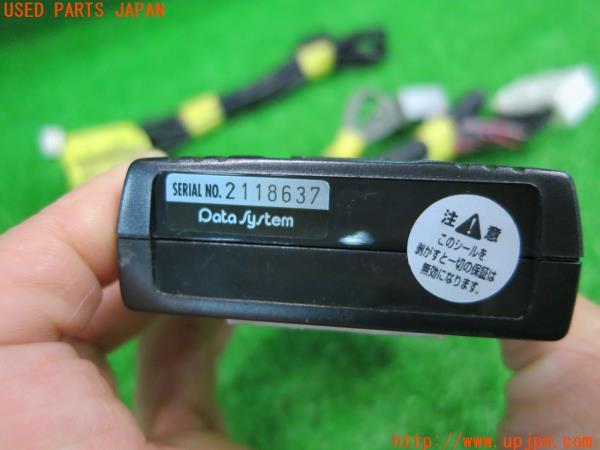 USED PARTS JAPAN
SERIAL NO. 2118637
Data System
注 意
このシールを
剥がすと一切の保証は
無効になります。
http://www.upjpn.com